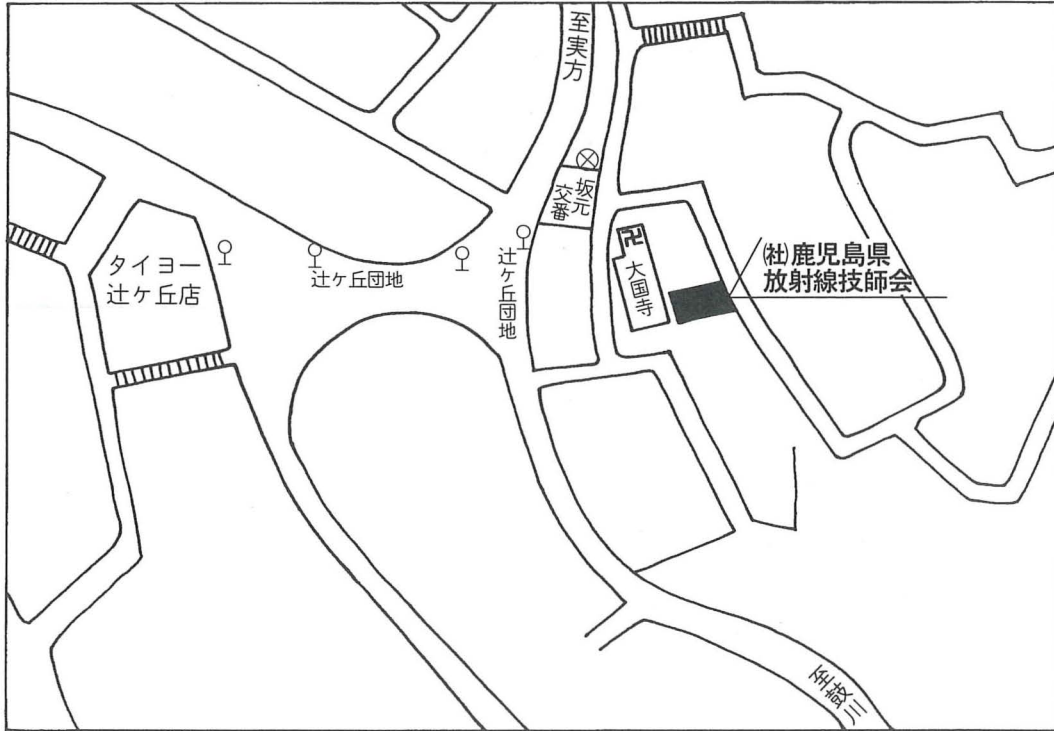 至実方
坂元
交番
卍
大国寺
(社)鹿児島県
放射線技師会
タイヨー
辻ヶ丘店
辻ヶ丘団地
辻ヶ丘団地
至鼓川